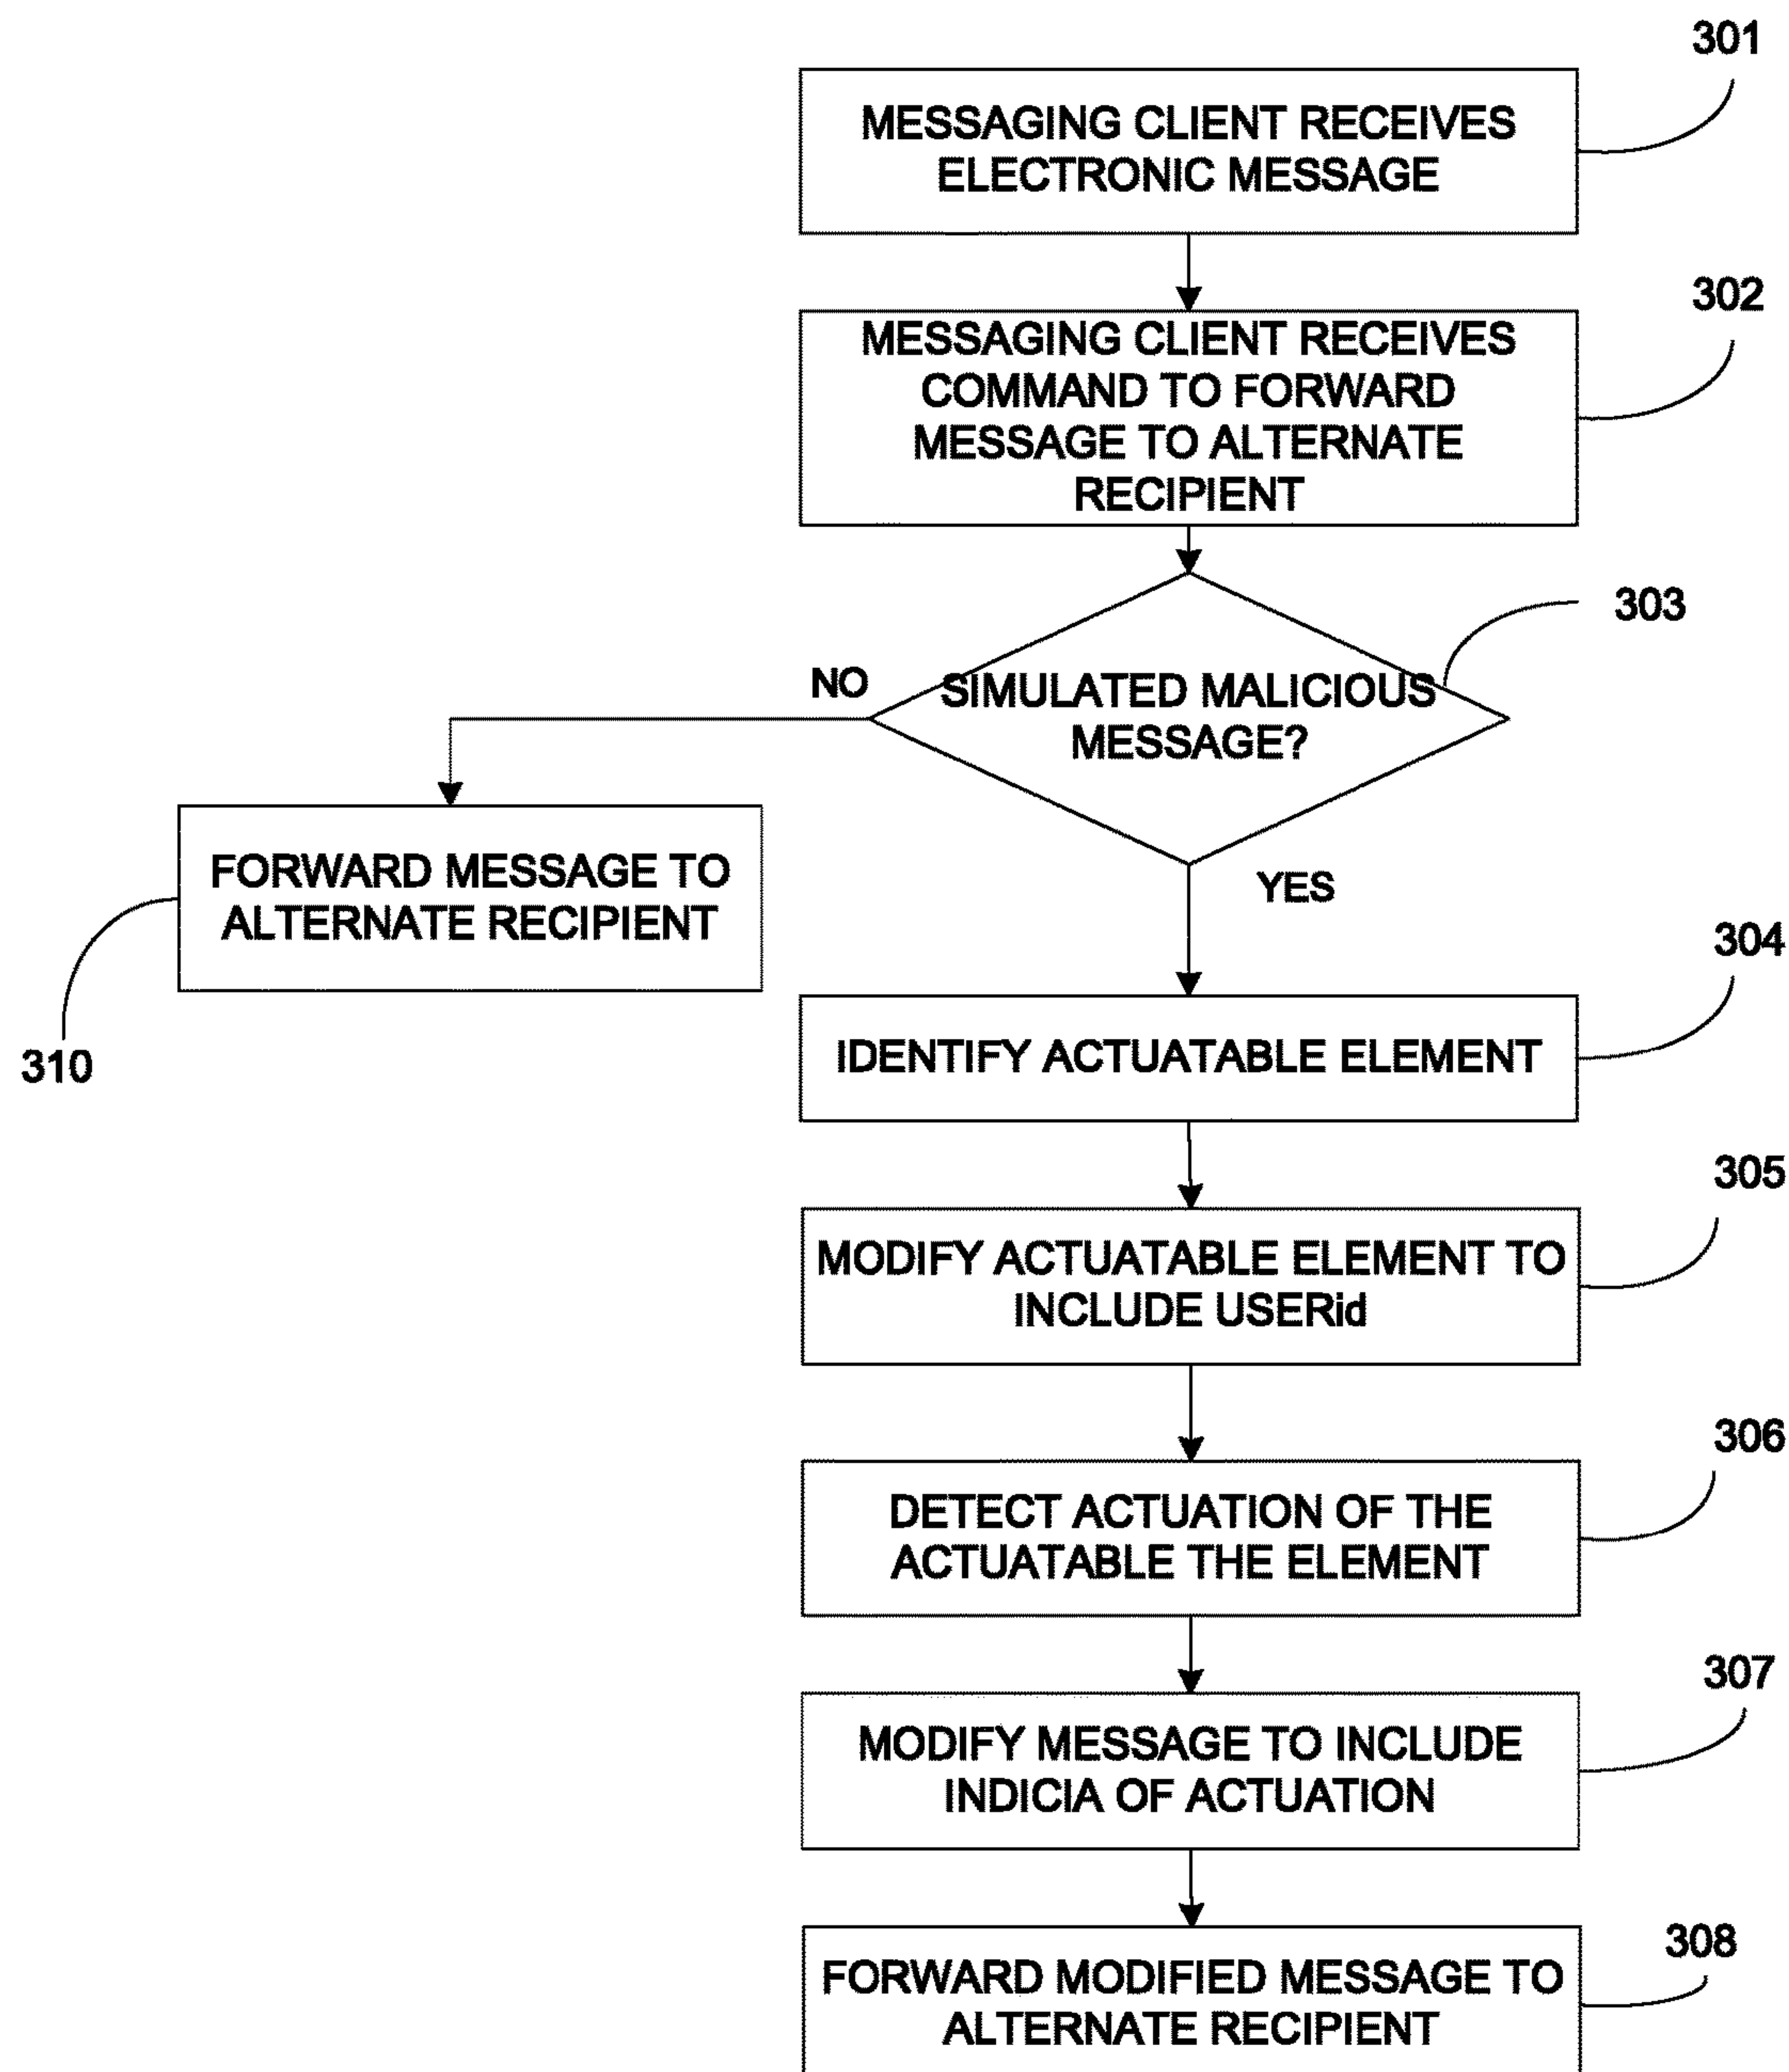 301
MESSAGING CLIENT RECEIVES
ELECTRONIC MESSAGE
302
MESSAGING CLIENT RECEIVES
COMMAND TO FORWARD
MESSAGE TO ALTERNATE
RECIPIENT
303
SIMULATED MALICIOUS
MESSAGE?
NO
YES
FORWARD MESSAGE TO
ALTERNATE RECIPIENT
310
304
IDENTIFY ACTUATABLE ELEMENT
305
MODIFY ACTUATABLE ELEMENT TO
INCLUDE USERid
306
DETECT ACTUATION OF THE
ACTUATABLE THE ELEMENT
307
MODIFY MESSAGE TO INCLUDE
INDICIA OF ACTUATION
308
FORWARD MODIFIED MESSAGE TO
ALTERNATE RECIPIENT